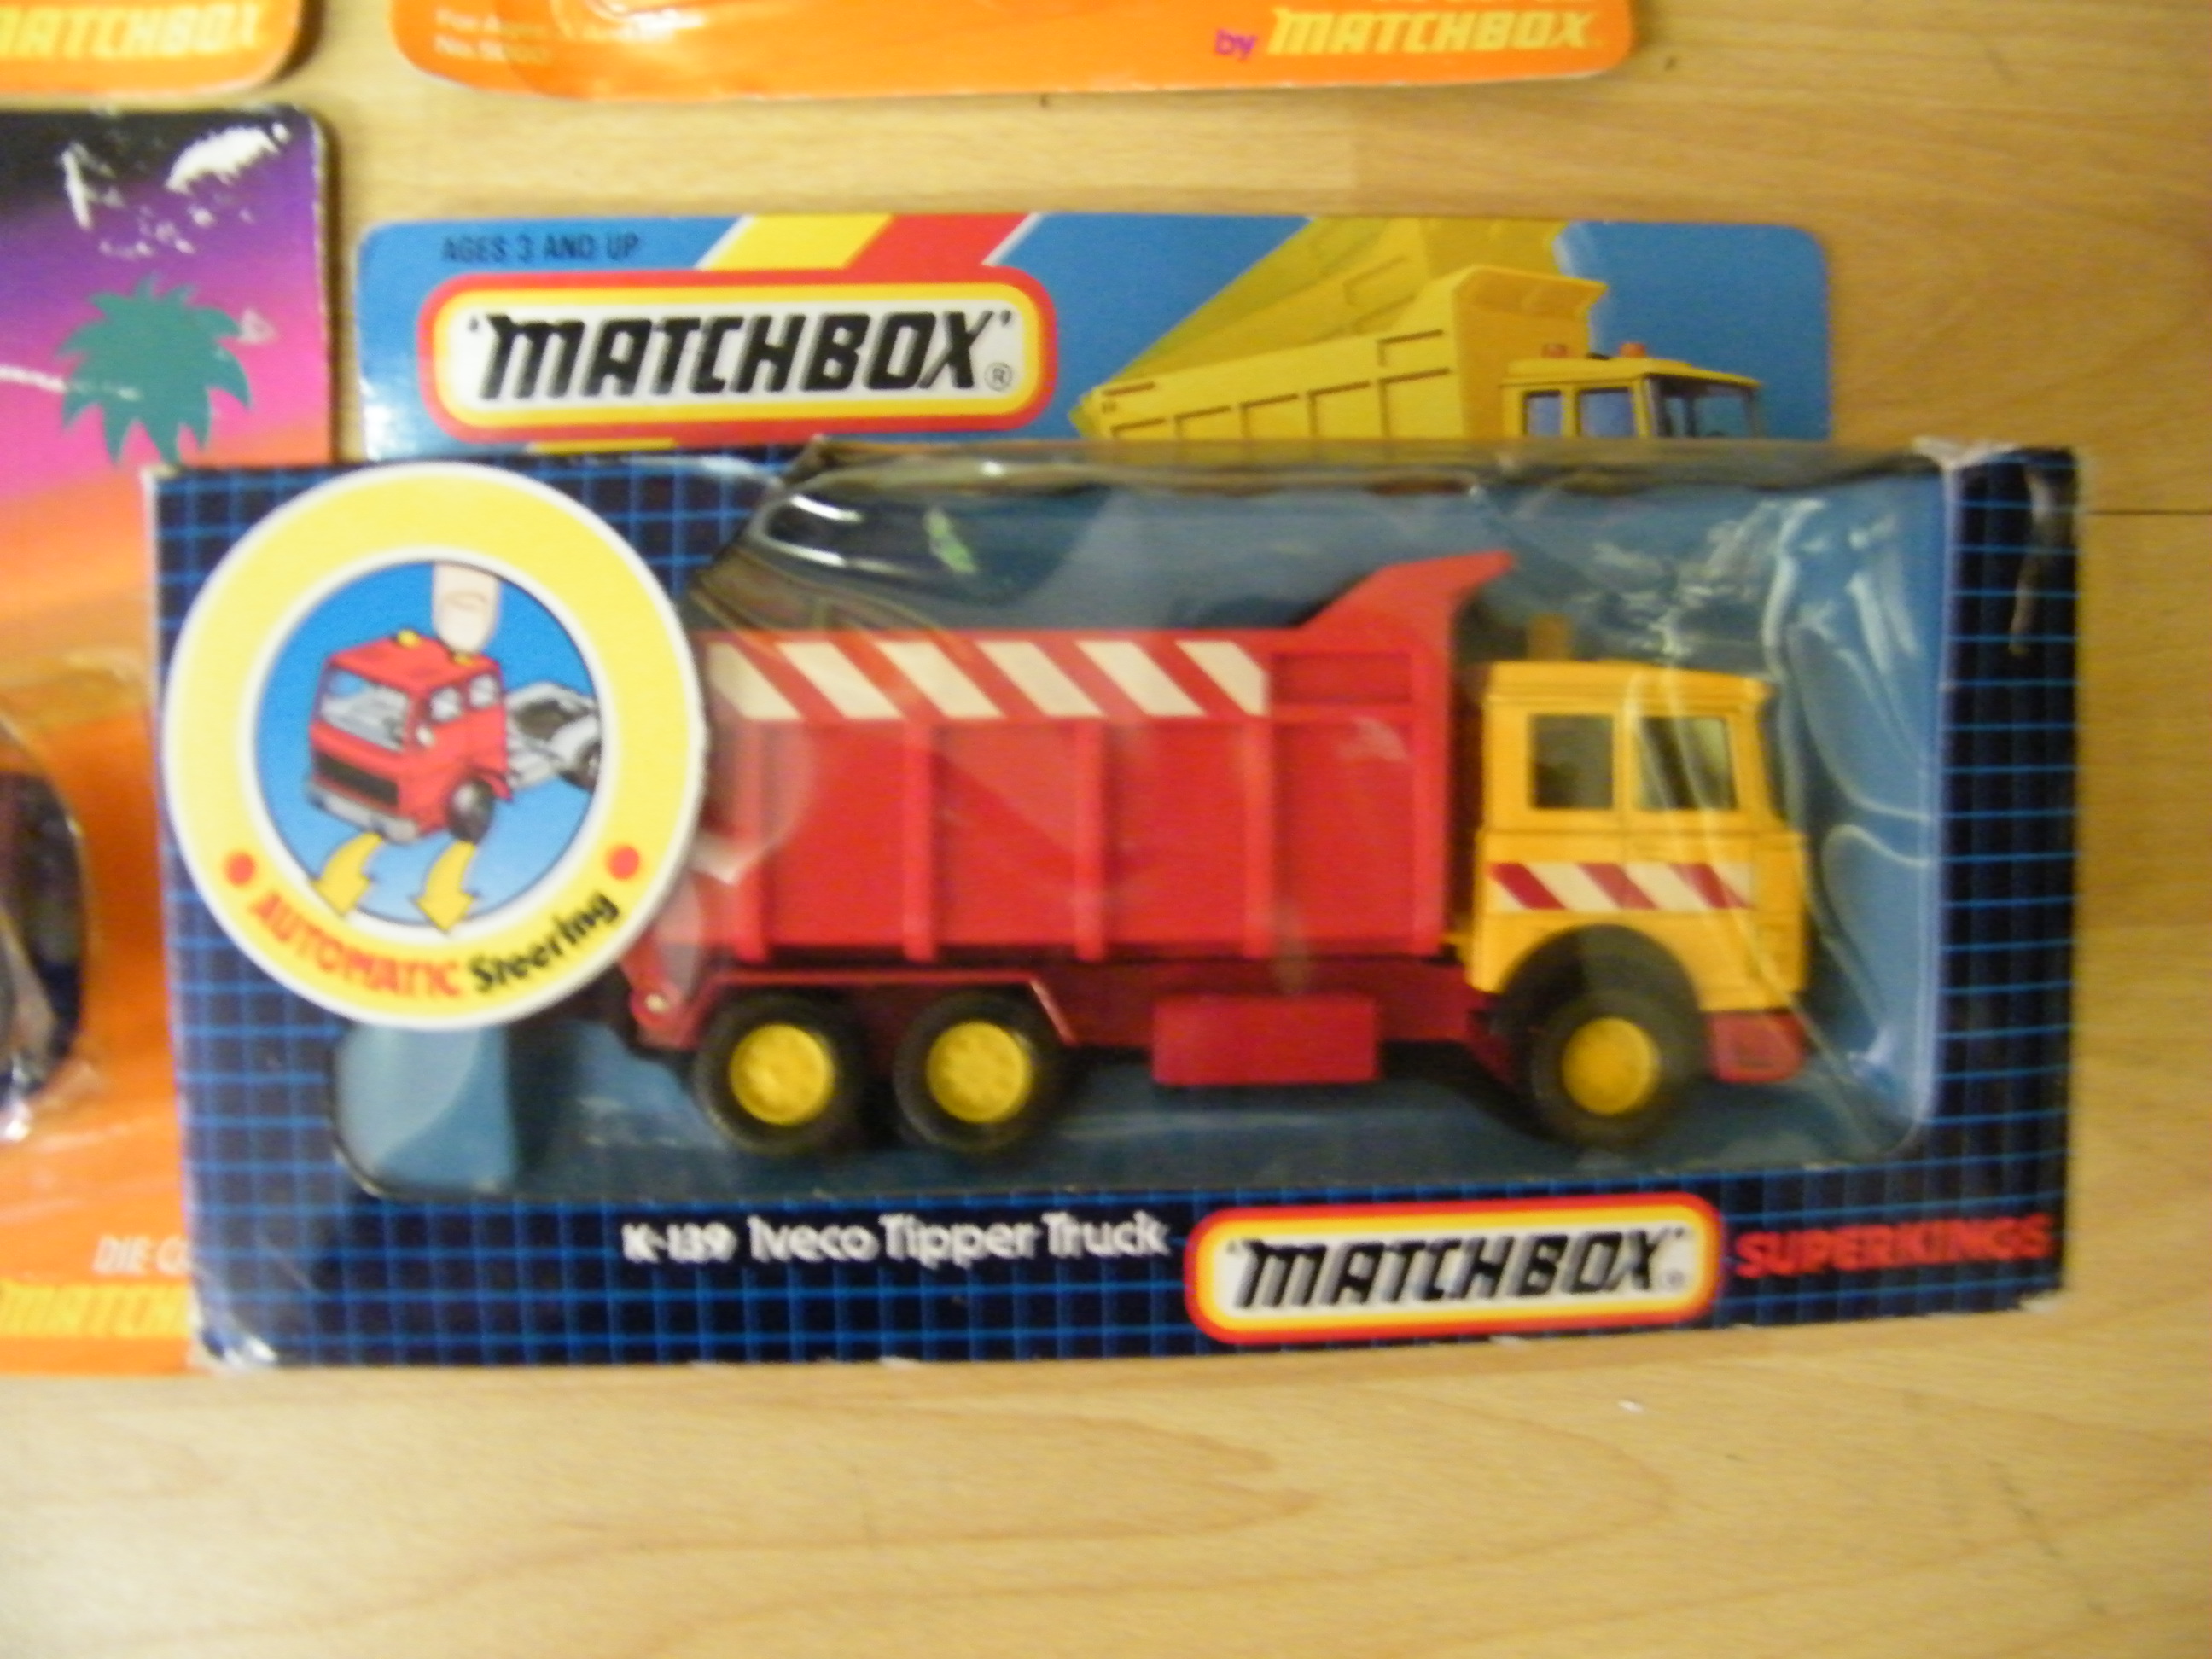 MATCHBOX
by MATCHBOX
AGES 3 AND UP
'MATCHBOX'®
AUTOMATIC Steering
K-139 Iveco Tipper Truck
'MATCHBOX'®
SUPERKINGS
DIE
MATCH